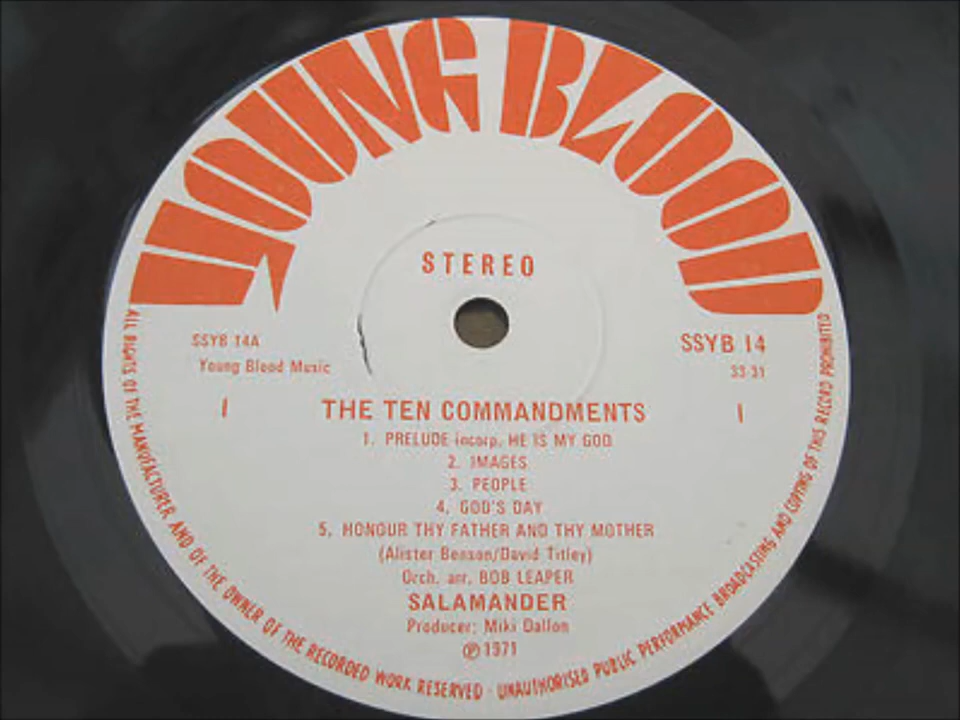 YOUNG BLOOD
STEREO
SSYB 14A
Young Blood Music
SSYB 14
33⅓
1
1
THE TEN COMMANDMENTS
1. PRELUDE incorp. HE IS MY GOD
2. IMAGES
3. PEOPLE
4. GOD'S DAY
5. HONOUR THY FATHER AND THY MOTHER
(Alister Benson/David Titley)
Orch. arr. BOB LEAPER
SALAMANDER
Producer: Miki Dallon
℗ 1971
ALL RIGHTS OF THE MANUFACTURER AND OF THE OWNER OF THE RECORDED WORK RESERVED · UNAUTHORISED PUBLIC PERFORMANCE BROADCASTING AND COPYING OF THIS RECORD PROHIBITED